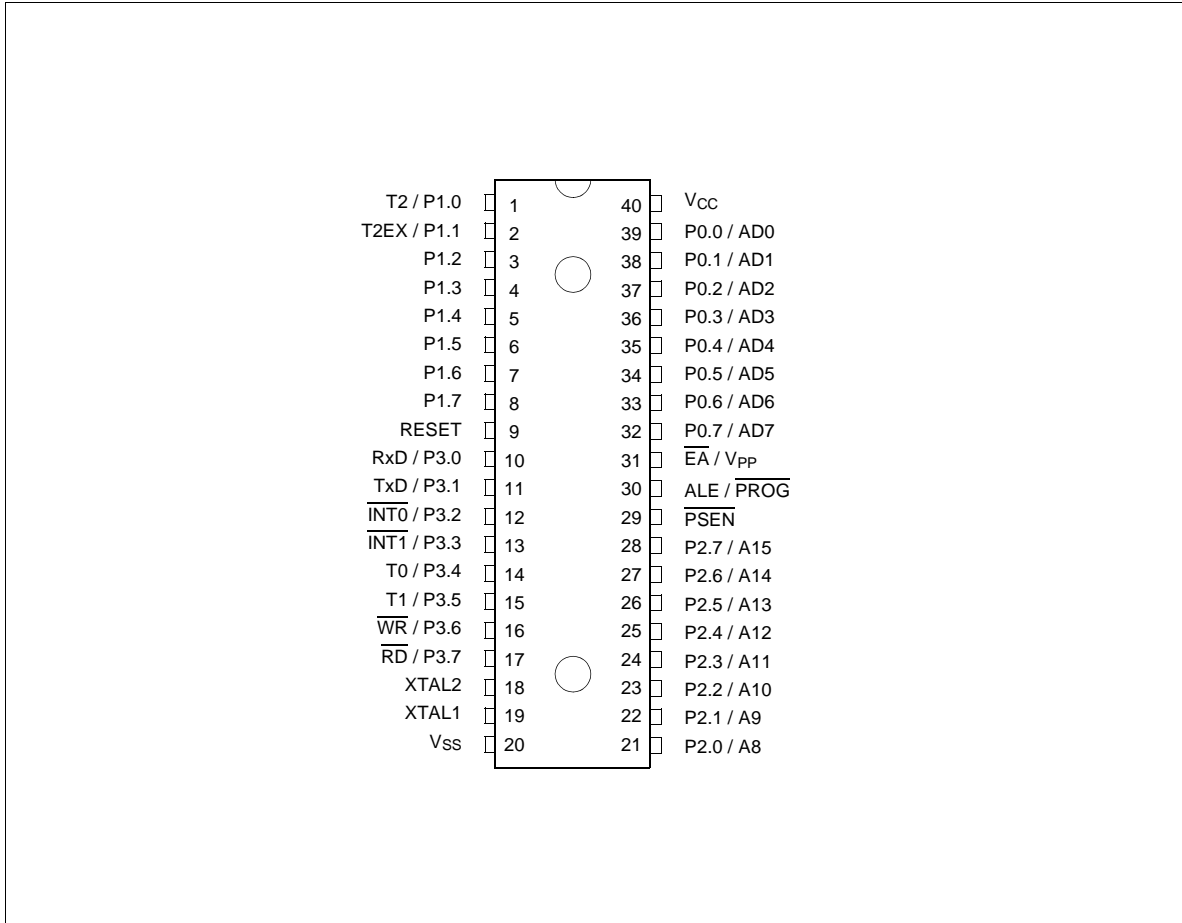 T2 / P1.0 1 40 VCC
T2EX / P1.1 2 39 P0.0 / AD0
P1.2 3 38 P0.1 / AD1
P1.3 4 37 P0.2 / AD2
P1.4 5 36 P0.3 / AD3
P1.5 6 35 P0.4 / AD4
P1.6 7 34 P0.5 / AD5
P1.7 8 33 P0.6 / AD6
RESET 9 32 P0.7 / AD7
RxD / P3.0 10 31 E̅A̅ / VPP
TxD / P3.1 11 30 ALE / P̅R̅O̅G̅
I̅N̅T̅0̅ / P3.2 12 29 P̅S̅E̅N̅
I̅N̅T̅1̅ / P3.3 13 28 P2.7 / A15
T0 / P3.4 14 27 P2.6 / A14
T1 / P3.5 15 26 P2.5 / A13
W̅R̅ / P3.6 16 25 P2.4 / A12
R̅D̅ / P3.7 17 24 P2.3 / A11
XTAL2 18 23 P2.2 / A10
XTAL1 19 22 P2.1 / A9
VSS 20 21 P2.0 / A8